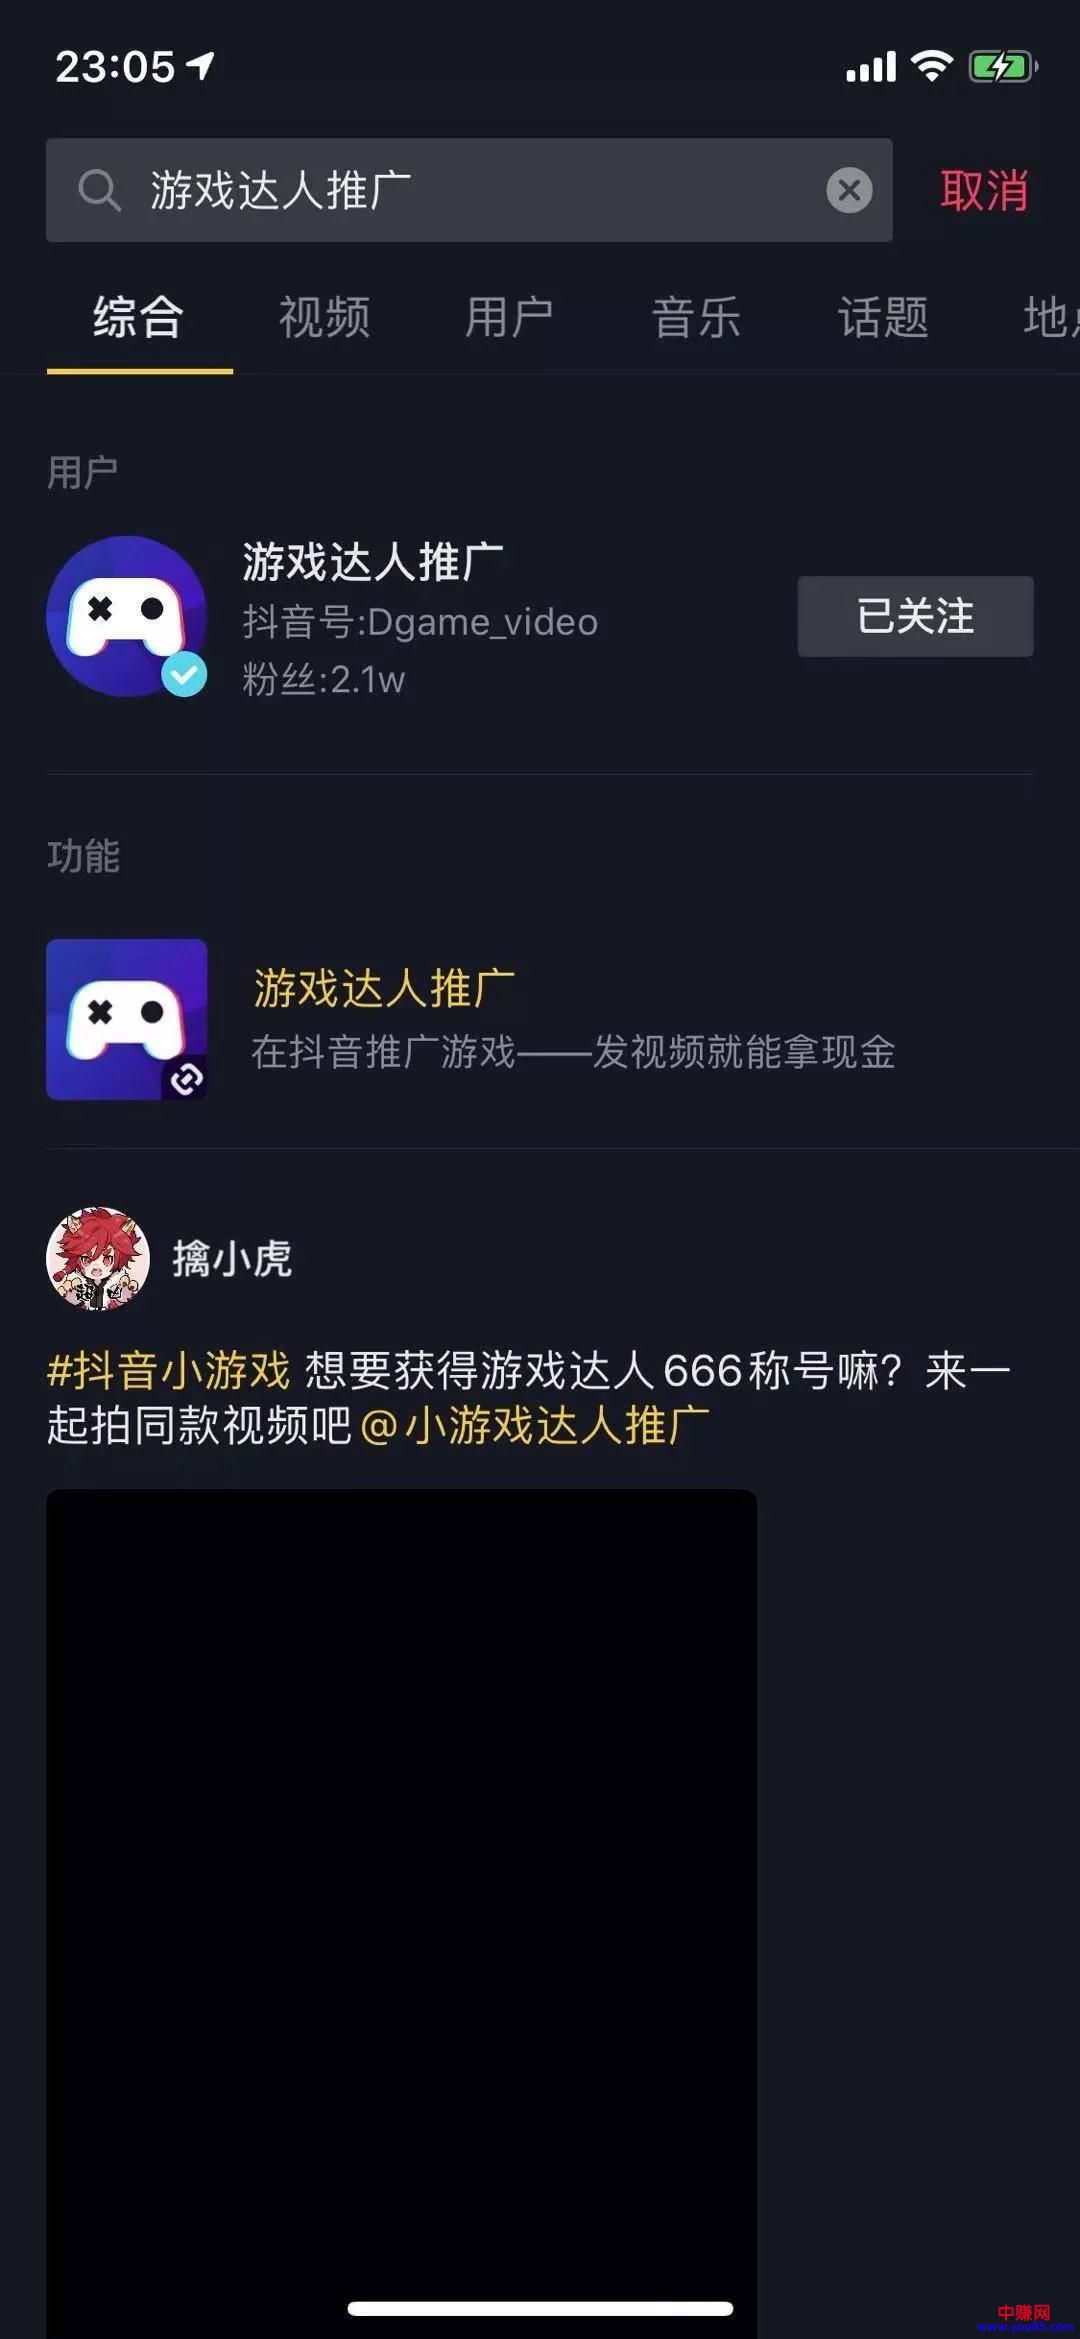 23:05
游戏达人推广
取消
综合 视频 用户 音乐 话题 地点
用户
游戏达人推广
抖音号:Dgame_video
粉丝:2.1w
已关注
功能
游戏达人推广
在抖音推广游戏——发视频就能拿现金
擒小虎
#抖音小游戏 想要获得游戏达人666称号嘛？来一
起拍同款视频吧@小游戏达人推广
中赚网
www.you85.com